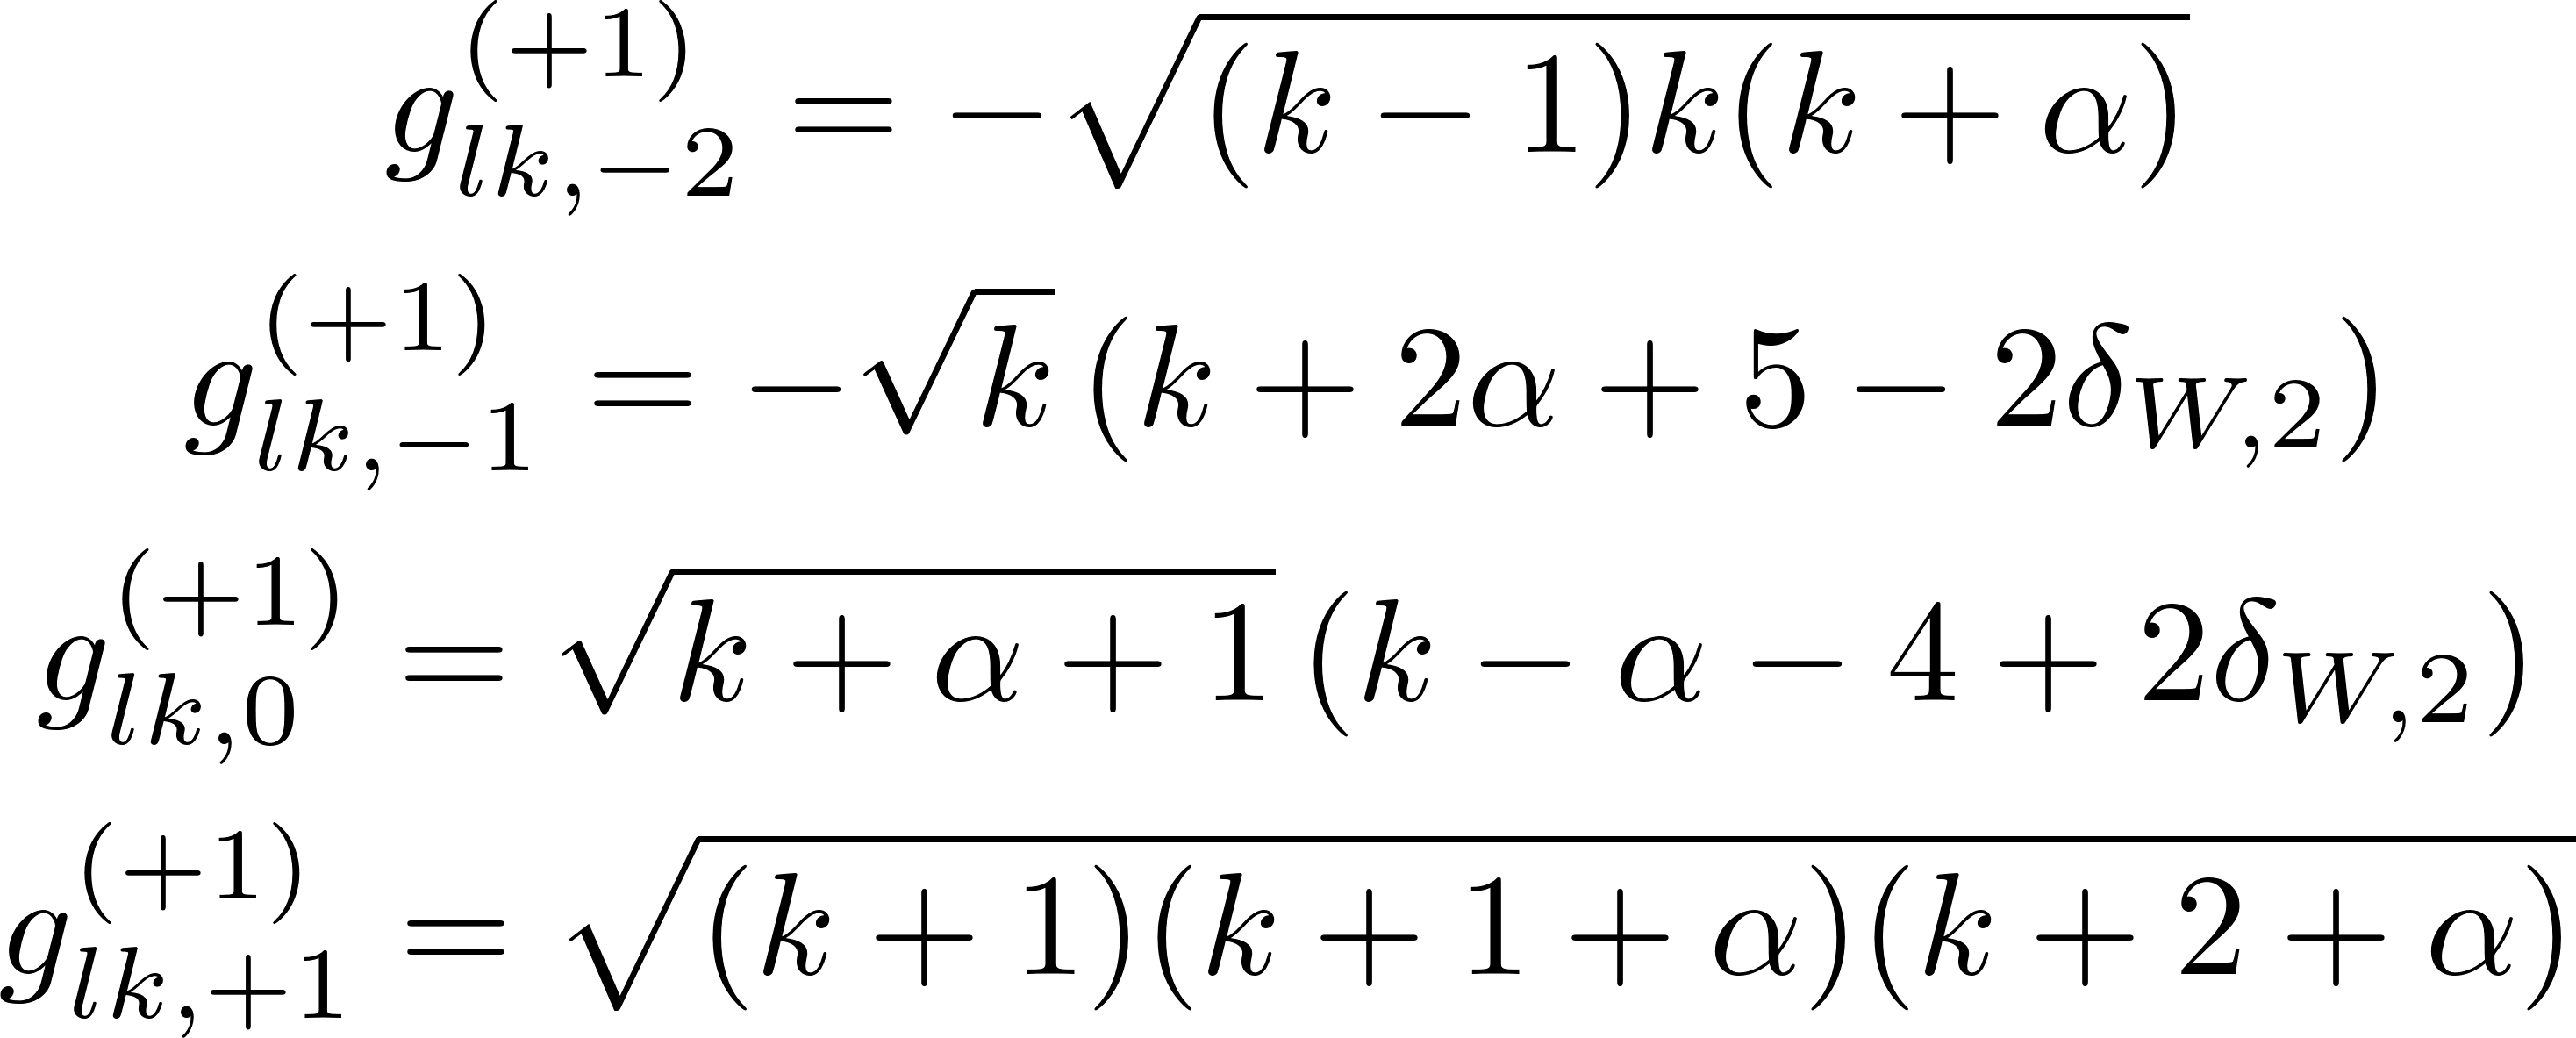 $g_{lk,-2}^{(+1)} = -\sqrt{(k-1)k(k+\alpha)}$
$g_{lk,-1}^{(+1)} = -\sqrt{k}(k+2\alpha+5-2\delta_{W,2})$
$g_{lk,0}^{(+1)} = \sqrt{k+\alpha+1}(k-\alpha-4+2\delta_{W,2})$
$g_{lk,+1}^{(+1)} = \sqrt{(k+1)(k+1+\alpha)(k+2+\alpha)}$